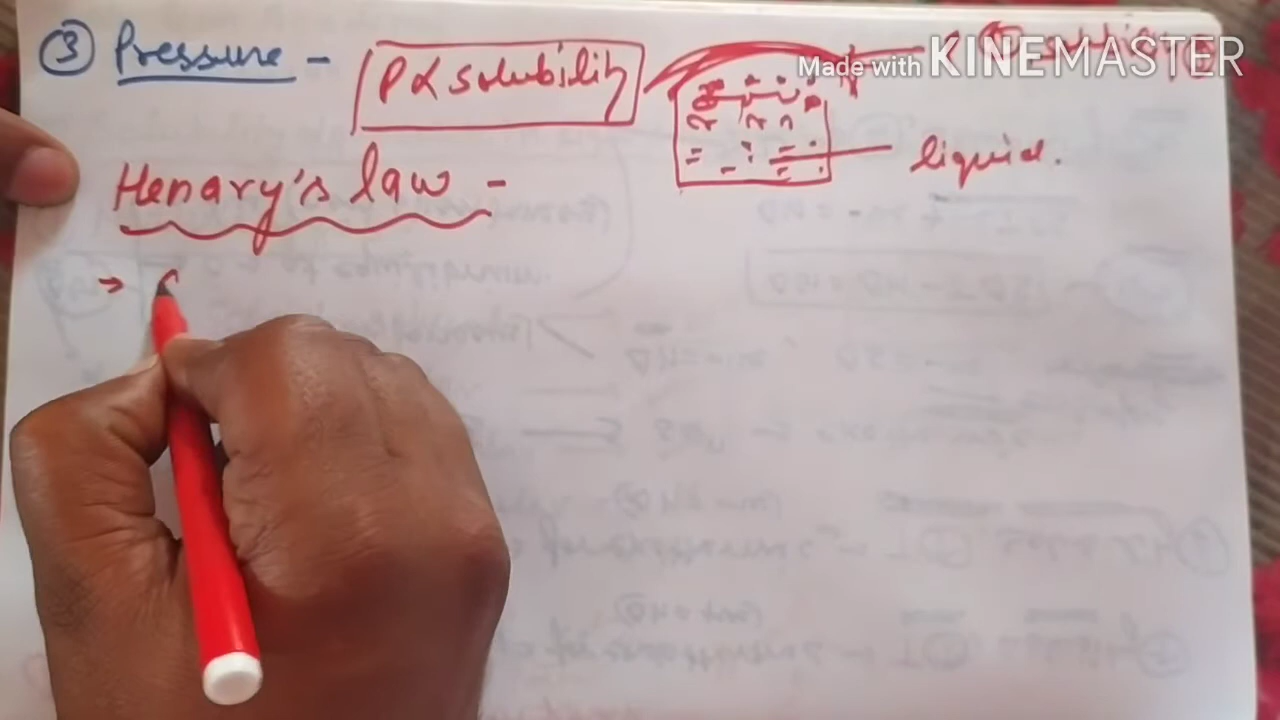 ③ Pressure -
P α solubility
Made with KINEMASTER
liquid.
Henary's law -
→